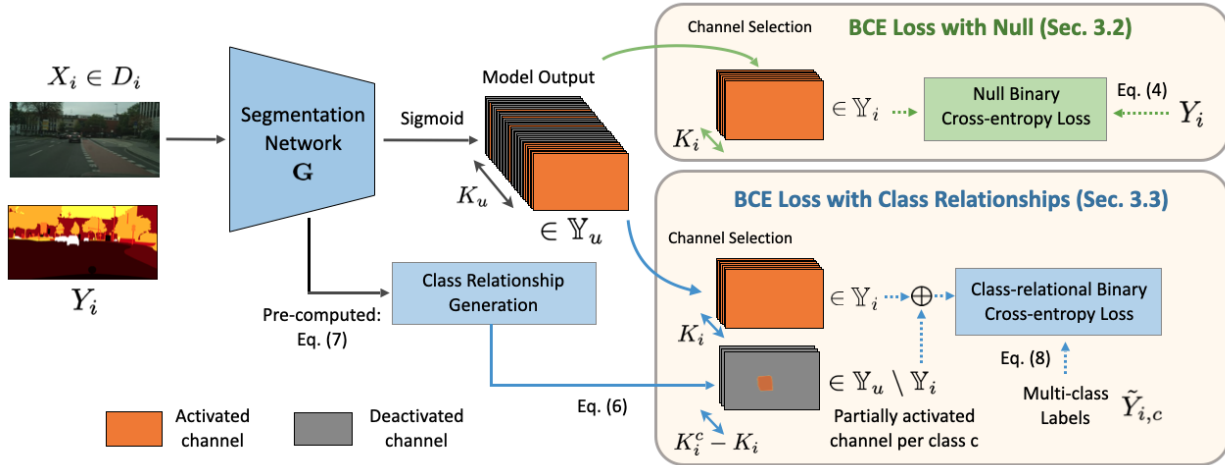 X_i ∈ D_i
Y_i
Segmentation
Network
G
Sigmoid
Model Output
K_u
∈ 𝕐_u
Pre-computed:
Eq. (7)
Class Relationship
Generation
Eq. (6)
Activated
channel
Deactivated
channel
BCE Loss with Null (Sec. 3.2)
Channel Selection
K_i
∈ 𝕐_i
Null Binary
Cross-entropy Loss
Eq. (4)
Y_i
BCE Loss with Class Relationships (Sec. 3.3)
Channel Selection
K_i
∈ 𝕐_i
⊕
Class-relational Binary
Cross-entropy Loss
∈ 𝕐_u \ 𝕐_i
Partially activated
channel per class c
K_i^c − K_i
Eq. (8)
Multi-class
Labels
Ỹ_{i,c}